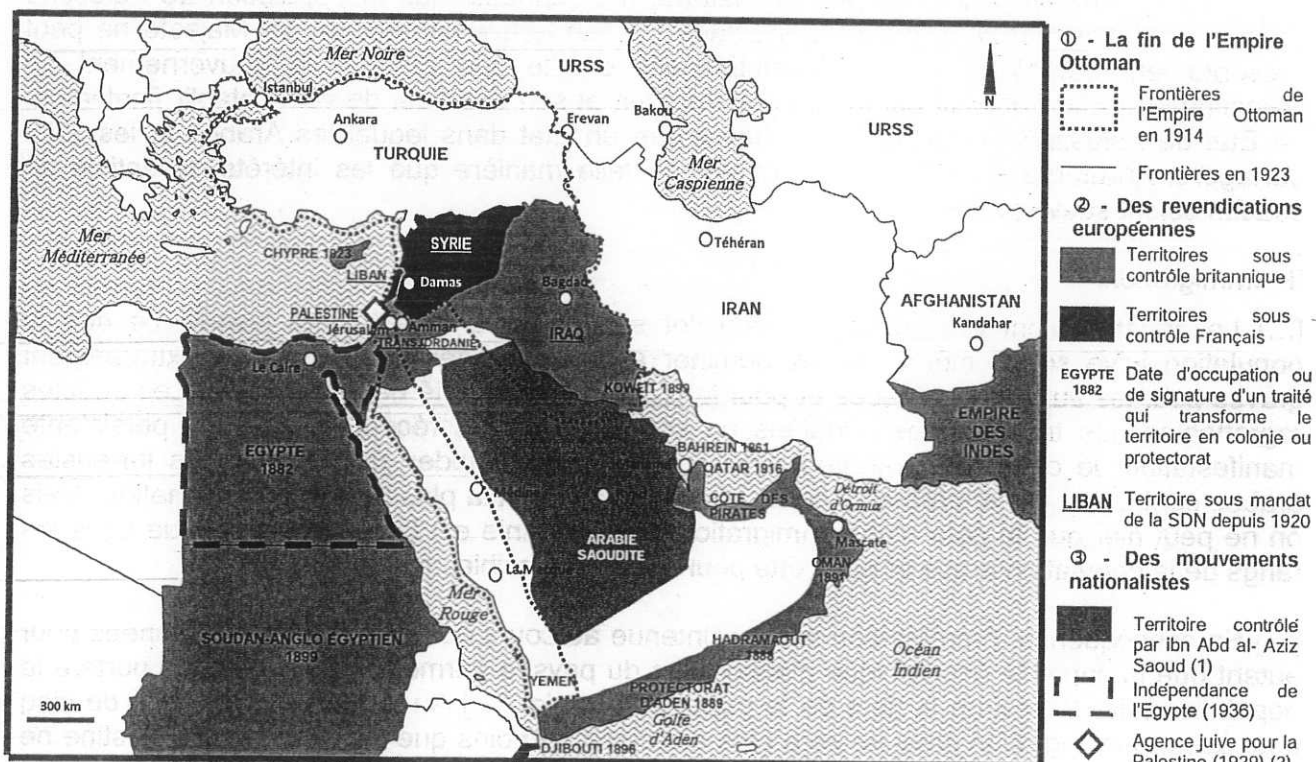 Mer Noire
URSS
Istanbul
Ankara
Erevan
Bakou
URSS
TURQUIE
Mer
Caspienne
Mer
Méditerranée
CHYPRE 1923
SYRIE
LIBAN
Damas
Téhéran
PALESTINE
Bagdad
Jérusalem
Amman
TRANSJORDANIE
IRAQ
IRAN
AFGHANISTAN
Kandahar
Le Caire
KOWEÏT 1899
EMPIRE
DES
INDES
EGYPTE
1882
BAHREIN 1861
QATAR 1916
CÔTE DES
PIRATES
Détroit
d'Ormuz
Mascate
ARABIE
SAOUDITE
OMAN
1891
La Mecque
Mer
Rouge
SOUDAN-ANGLO EGYPTIEN
1899
HADRAMAOUT
1888
Océan
Indien
YEMEN
PROTECTORAT
D'ADEN 1889
Golfe
d'Aden
DJIBOUTI 1896
300 km
N
① - La fin de l'Empire
Ottoman
Frontières de
l'Empire Ottoman
en 1914
Frontières en 1923
② - Des revendications
européennes
Territoires sous
contrôle britannique
Territoires sous
contrôle Français
EGYPTE
1882
Date d'occupation ou
de signature d'un traité
qui transforme le
territoire en colonie ou
protectorat
LIBAN
Territoire sous mandat
de la SDN depuis 1920
③ - Des mouvements
nationalistes
Territoire contrôlé
par ibn Abd al- Aziz
Saoud (1)
Indépendance de
l'Egypte (1936)
Agence juive pour la
Palestine (1929) (2)